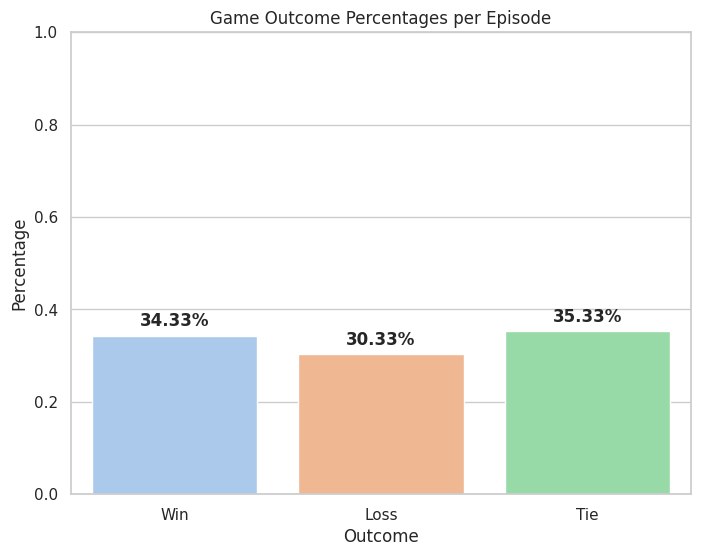 Game Outcome Percentages per Episode
1.0
0.8
0.6
0.4
0.2
0.0
Percentage
34.33%
30.33%
35.33%
Win
Loss
Tie
Outcome